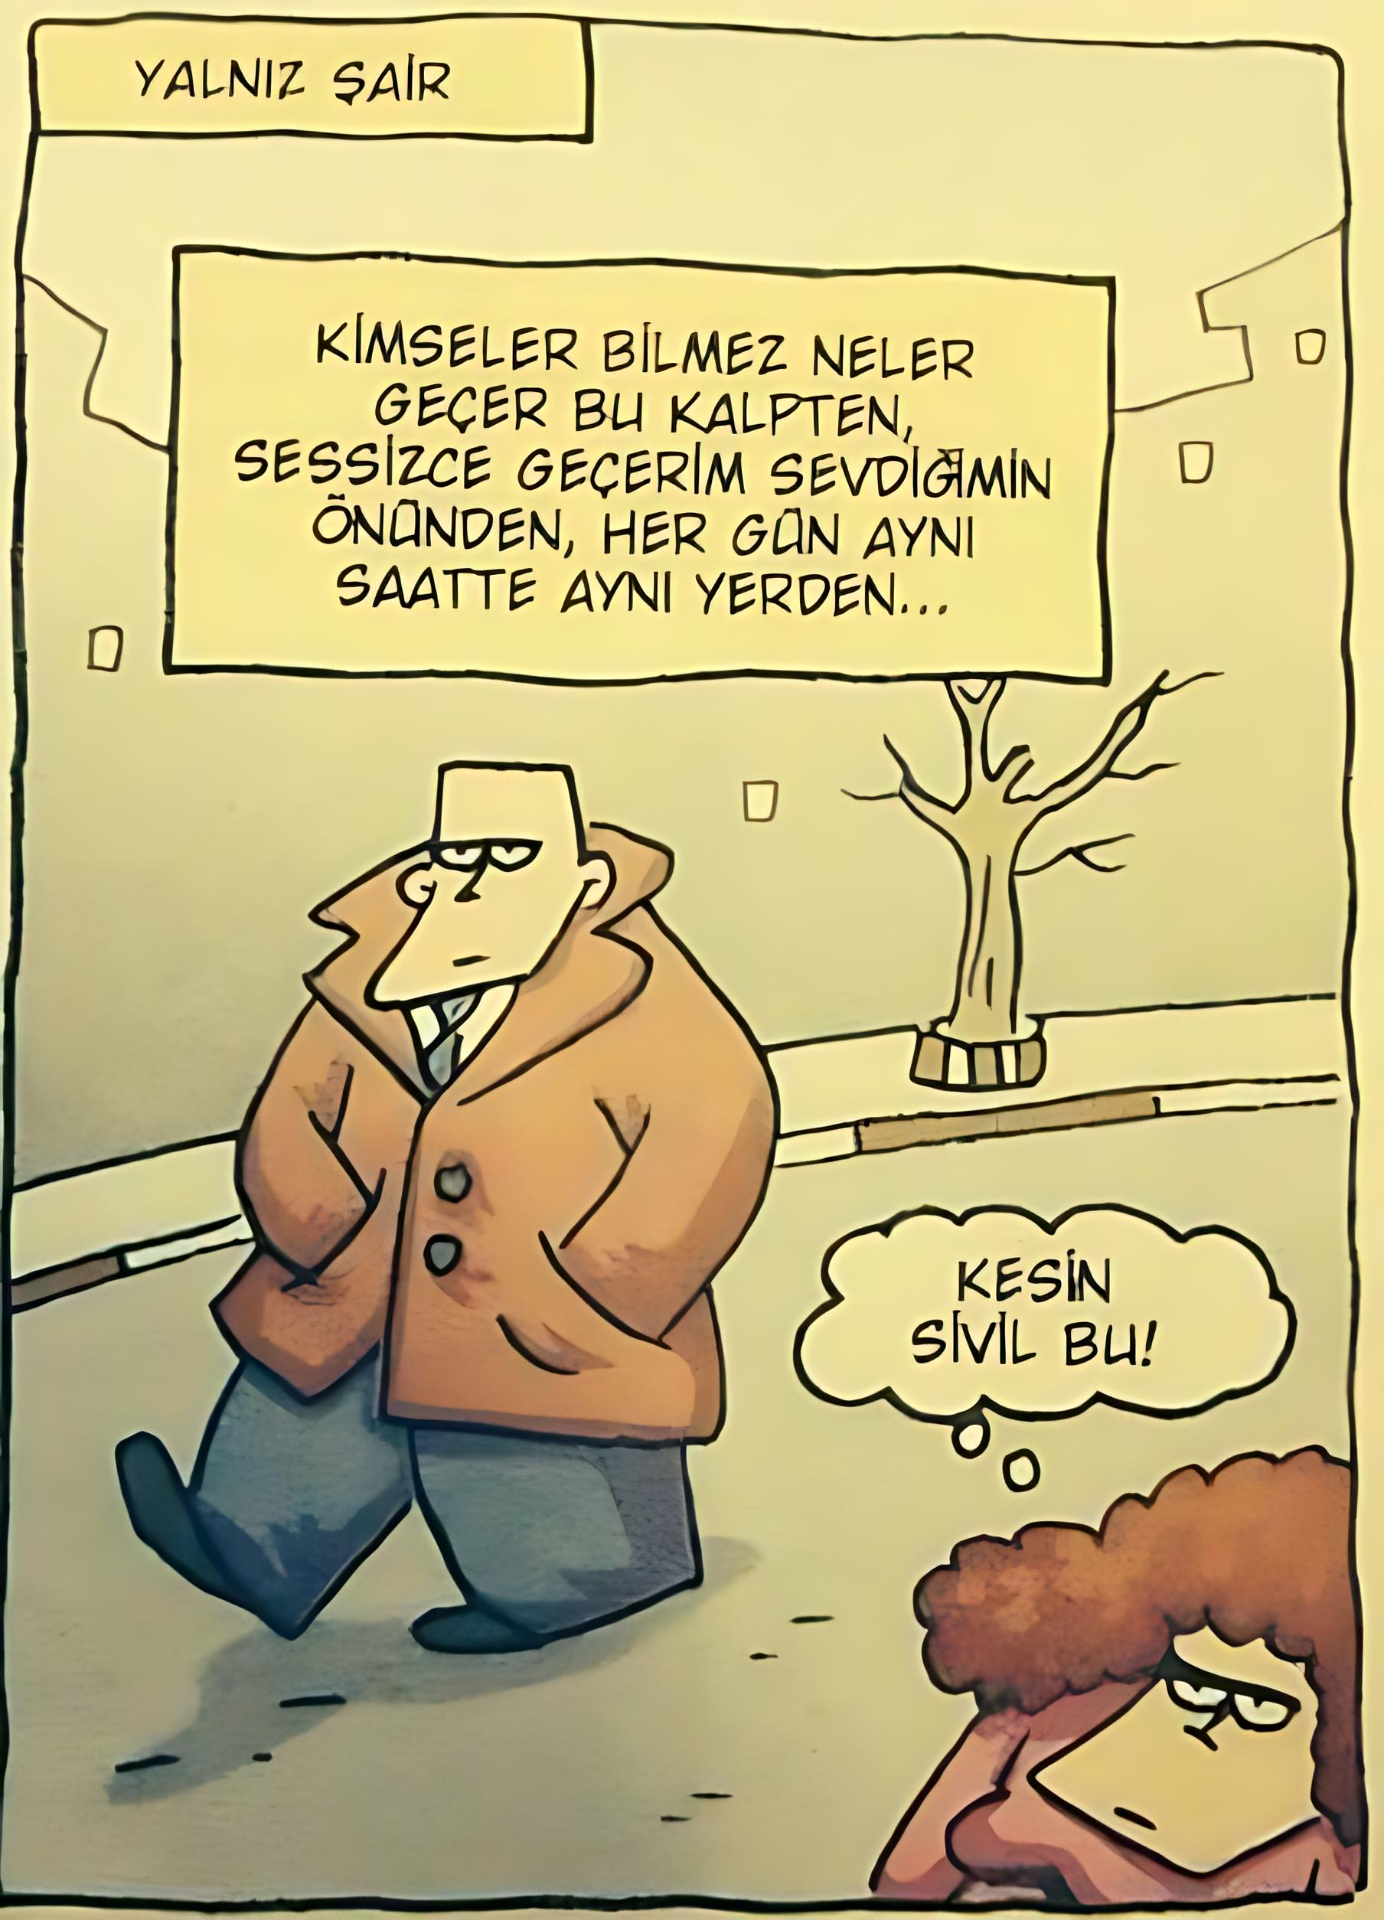 YALNIZ ŞAİR
KİMSELER BİLMEZ NELER
GEÇER BU KALPTEN,
SESSİZCE GEÇERİM SEVDİĞİMİN
ÖNÜNDEN, HER GÜN AYNI
SAATTE AYNI YERDEN...
KESİN
SİVİL BU!